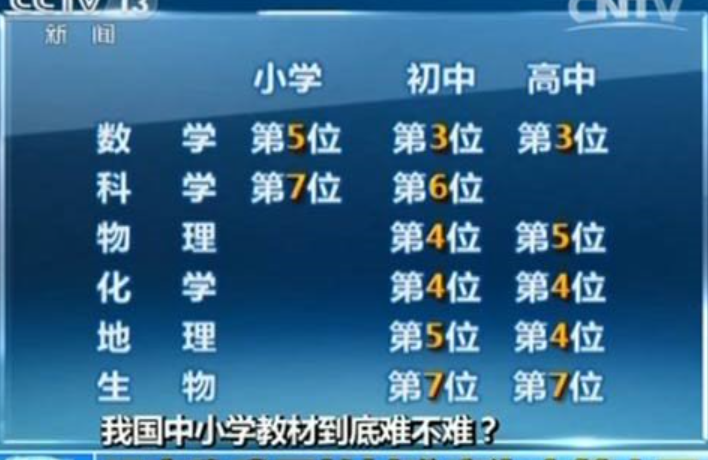 CCTV 13
CNTV
新闻
小学 初中 高中
数学 第5位 第3位 第3位
科学 第7位 第6位
物理 第4位 第5位
化学 第4位 第4位
地理 第5位 第4位
生物 第7位 第7位
我国中小学教材到底难不难？